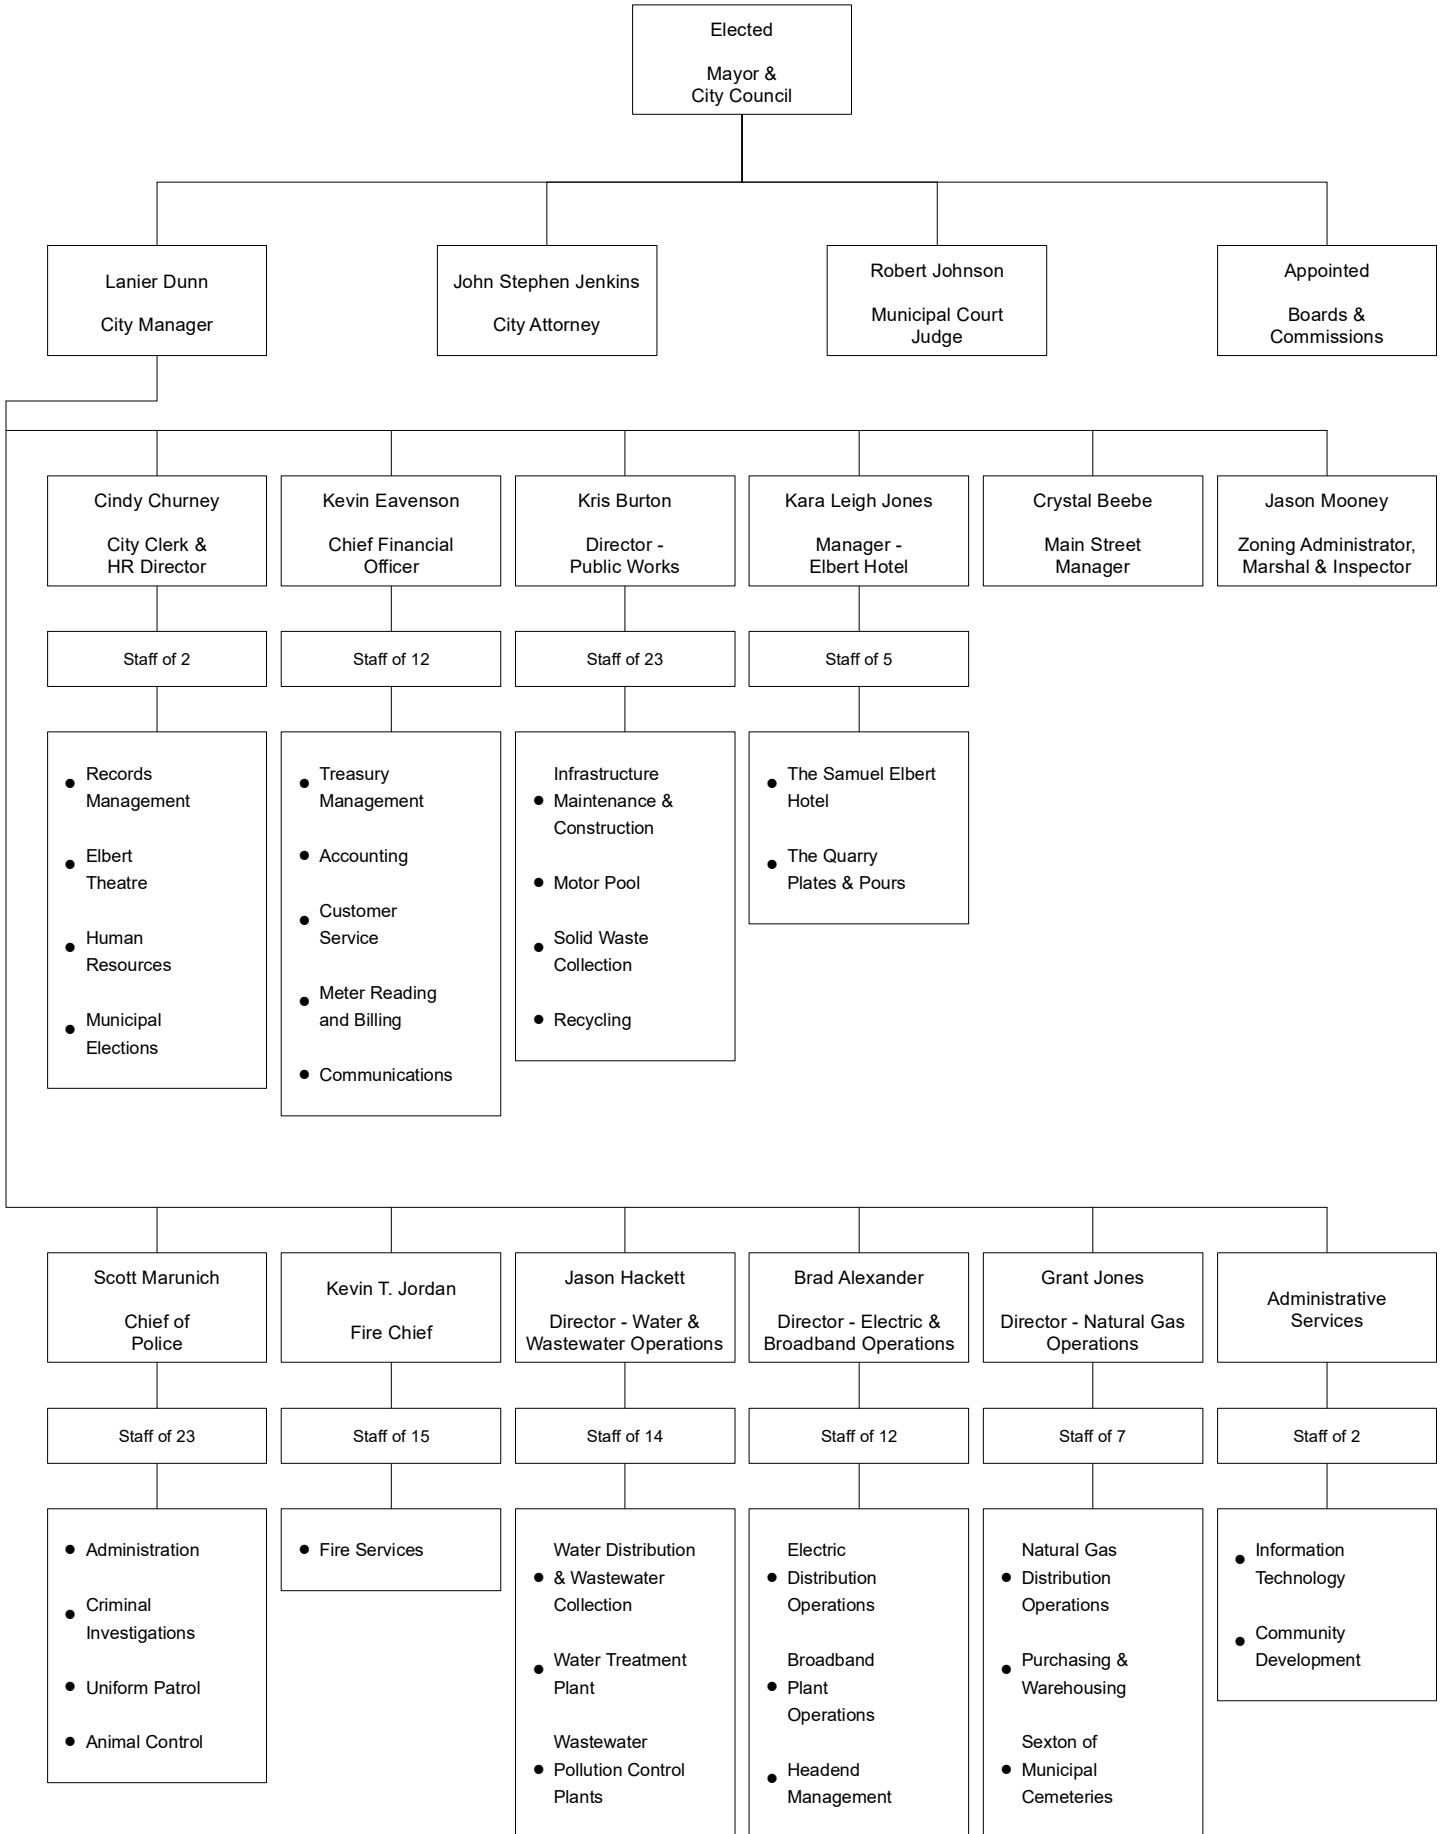 Elected
Mayor &
City Council
Lanier Dunn
City Manager
John Stephen Jenkins
City Attorney
Robert Johnson
Municipal Court
Judge
Appointed
Boards &
Commissions
Cindy Churney
City Clerk &
HR Director
Kevin Eavenson
Chief Financial
Officer
Kris Burton
Director -
Public Works
Kara Leigh Jones
Manager -
Elbert Hotel
Crystal Beebe
Main Street
Manager
Jason Mooney
Zoning Administrator,
Marshal & Inspector
Staff of 2
Staff of 12
Staff of 23
Staff of 5
• Records
Management
• Elbert
Theatre
• Human
Resources
• Municipal
Elections
• Treasury
Management
• Accounting
• Customer
Service
• Meter Reading
and Billing
• Communications
• Infrastructure
Maintenance &
Construction
• Motor Pool
• Solid Waste
Collection
• Recycling
• The Samuel Elbert
Hotel
• The Quarry
Plates & Pours
Scott Marunich
Chief of
Police
Kevin T. Jordan
Fire Chief
Jason Hackett
Director - Water &
Wastewater Operations
Brad Alexander
Director - Electric &
Broadband Operations
Grant Jones
Director - Natural Gas
Operations
Administrative
Services
Staff of 23
Staff of 15
Staff of 14
Staff of 12
Staff of 7
Staff of 2
• Administration
• Criminal
Investigations
• Uniform Patrol
• Animal Control
• Fire Services
• Water Distribution
& Wastewater
Collection
• Water Treatment
Plant
• Wastewater
Pollution Control
Plants
• Electric
Distribution
Operations
• Broadband
Plant
Operations
• Headend
Management
• Natural Gas
Distribution
Operations
• Purchasing &
Warehousing
• Sexton of
Municipal
Cemeteries
• Information
Technology
• Community
Development